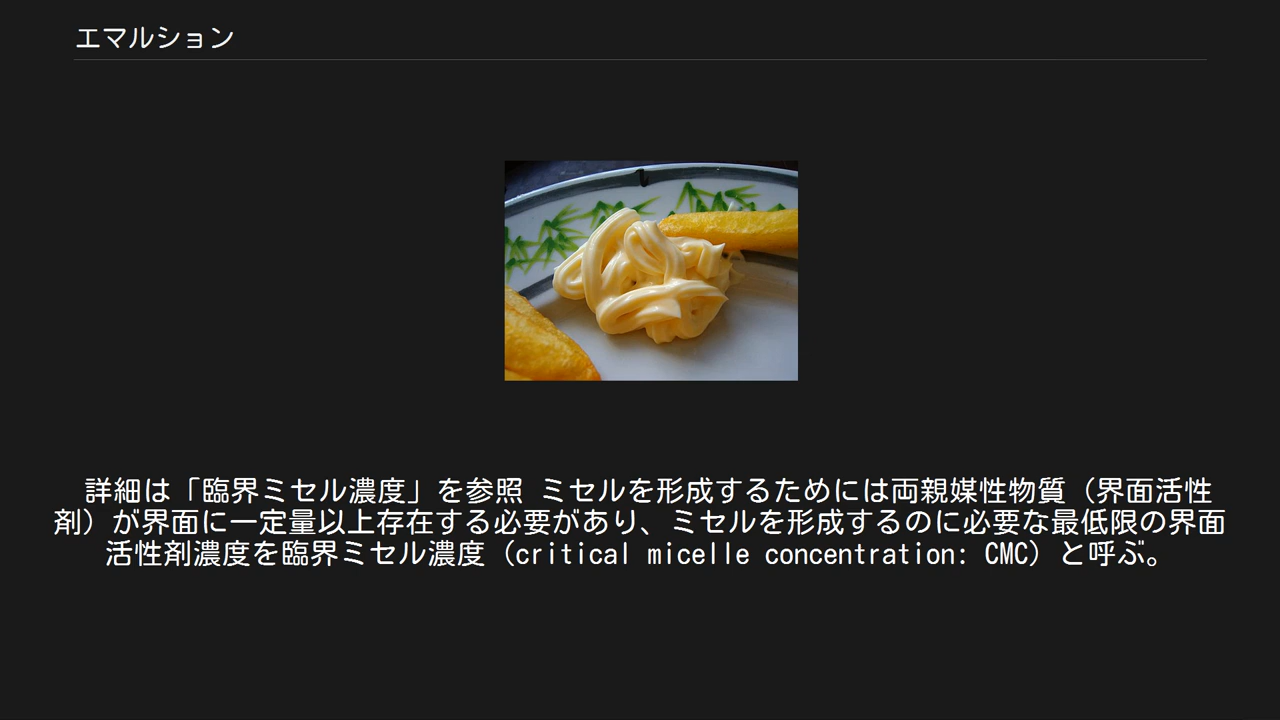 エマルション
詳細は「臨界ミセル濃度」を参照 ミセルを形成するためには両親媒性物質（界面活性
剤）が界面に一定量以上存在する必要があり、ミセルを形成するのに必要な最低限の界面
活性剤濃度を臨界ミセル濃度（critical micelle concentration: CMC）と呼ぶ。